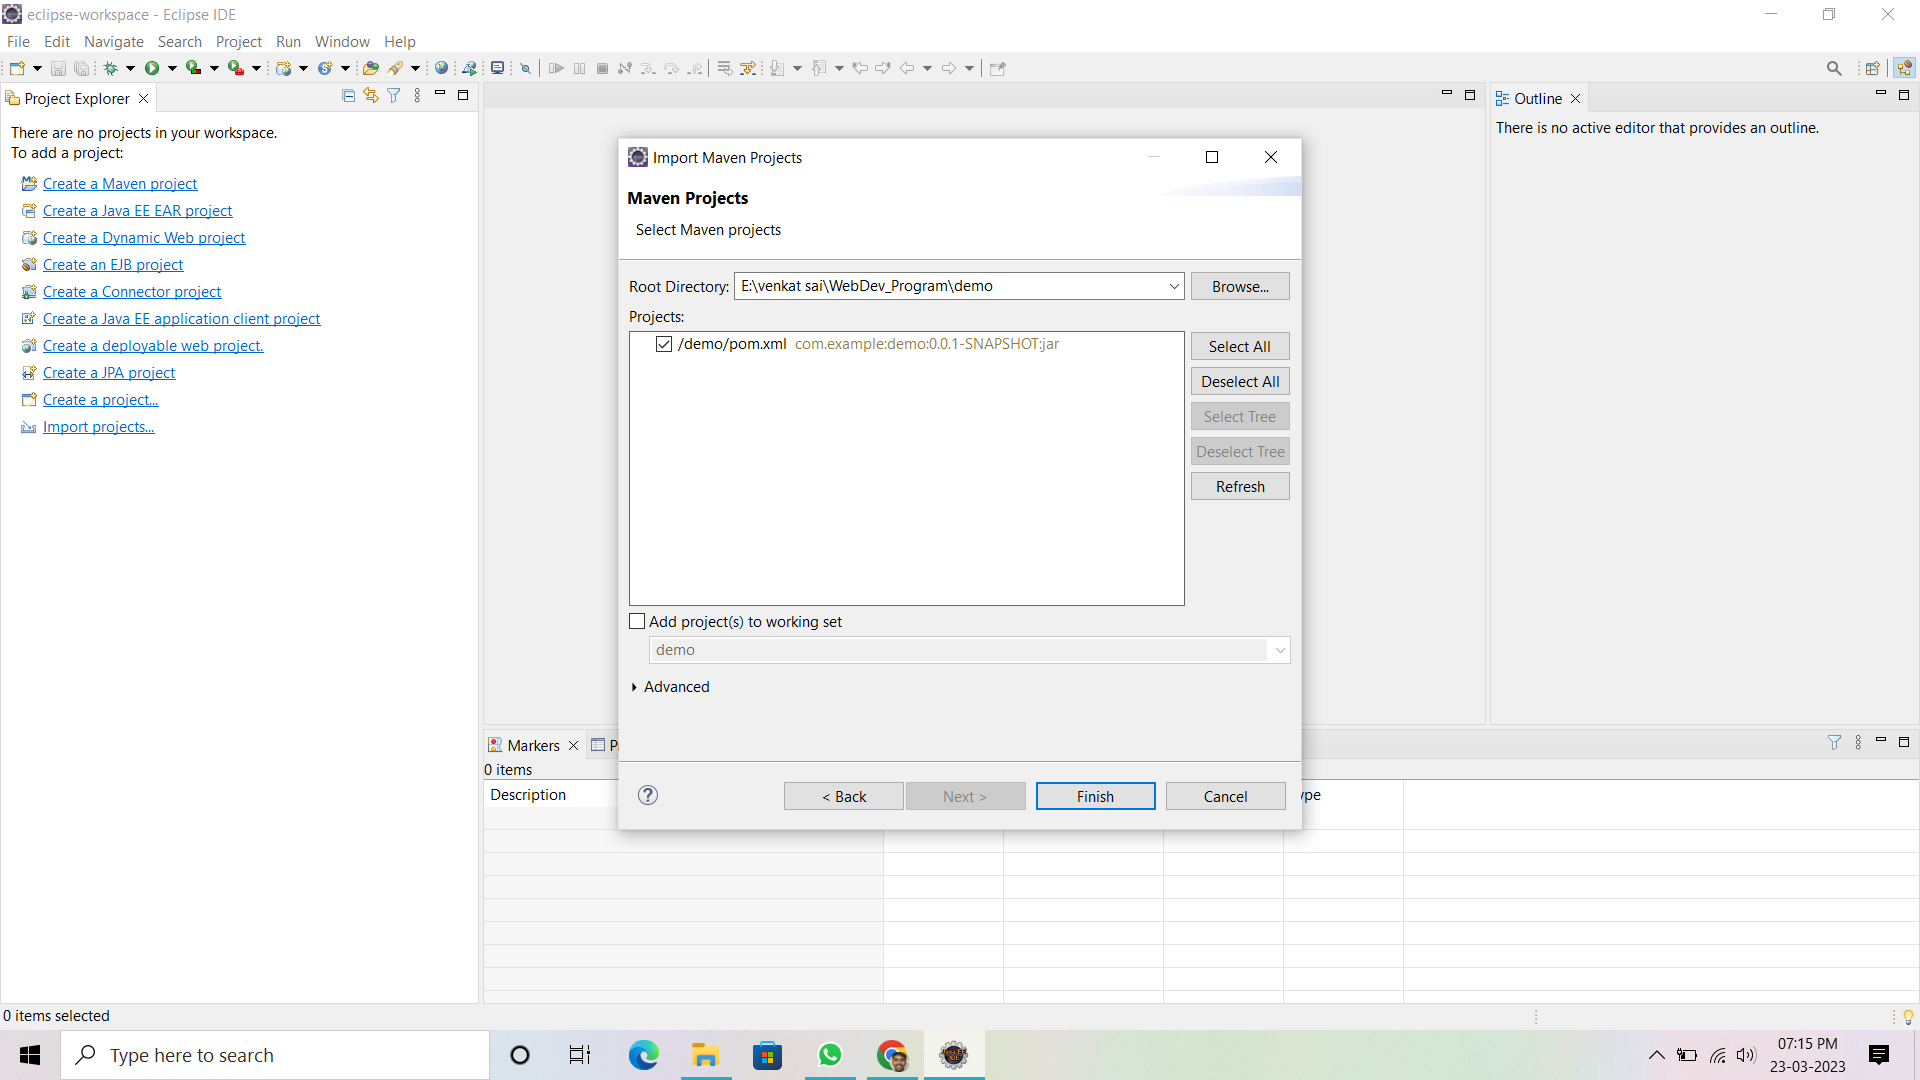 eclipse-workspace - Eclipse IDE
File Edit Navigate Search Project Run Window Help
Project Explorer
There are no projects in your workspace.
To add a project:
Create a Maven project
Create a Java EE EAR project
Create a Dynamic Web project
Create an EJB project
Create a Connector project
Create a Java EE application client project
Create a deployable web project.
Create a JPA project
Create a project...
Import projects...
Outline
There is no active editor that provides an outline.
Import Maven Projects
Maven Projects
Select Maven projects
Root Directory: E:\venkat sai\WebDev_Program\demo Browse...
Projects:
/demo/pom.xml com.example:demo:0.0.1-SNAPSHOT:jar
Select All
Deselect All
Select Tree
Deselect Tree
Refresh
Add project(s) to working set
demo
Advanced
< Back Next > Finish Cancel
Markers
0 items
Description
0 items selected
Type here to search
07:15 PM
23-03-2023